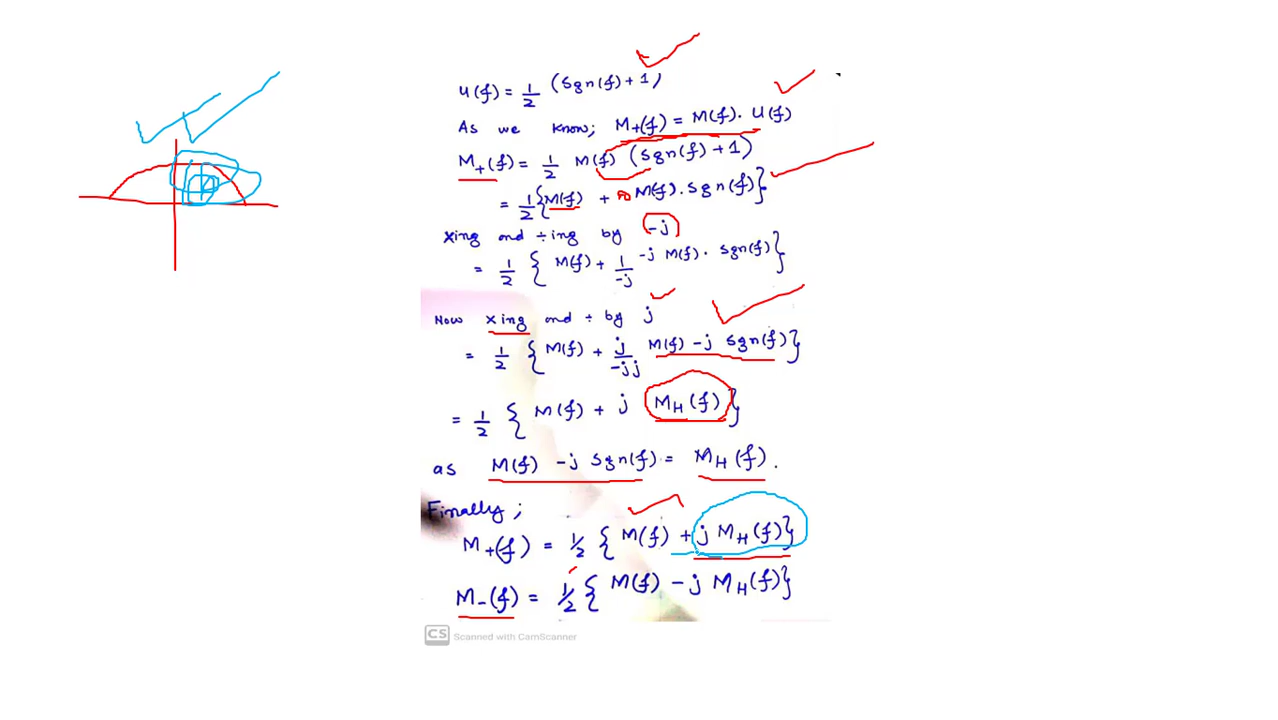 u(f) = 1/2 (Sgn(f) + 1)
As we know; M+(f) = M(f). U(f)
M+(f) = 1/2 M(f) (Sgn(f) + 1)
= 1/2 {M(f) + M(f). Sgn(f)}
Xing and ÷ing by -j
= 1/2 { M(f) + 1/-j -j M(f). Sgn(f)}
Now xing and ÷ by j
= 1/2 { M(f) + j/-jj M(f) -j Sgn(f)}
= 1/2 { M(f) + j MH(f)}
as M(f) -j Sgn(f) = MH(f).
Finally;
M+(f) = 1/2 { M(f) + j MH(f)}
M-(f) = 1/2 { M(f) - j MH(f)}
CS Scanned with CamScanner